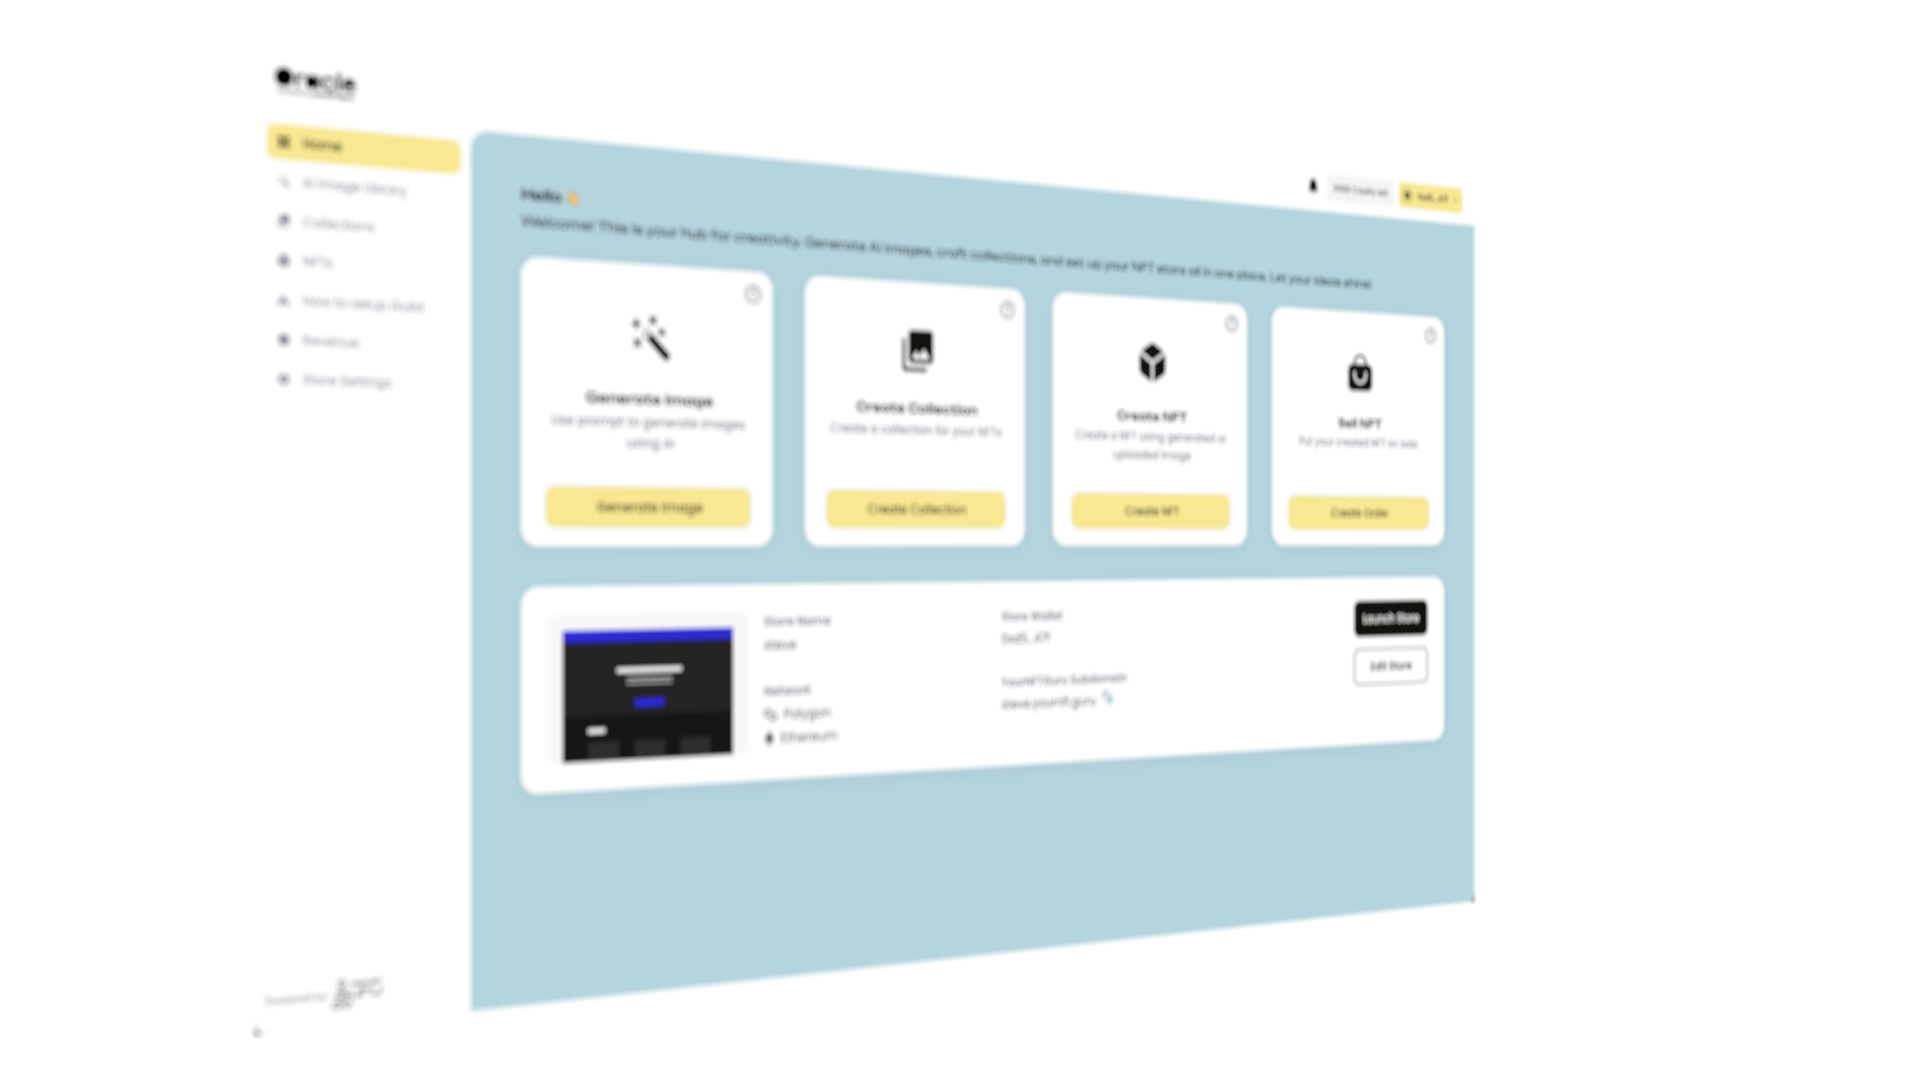 Oracle
Home
AI Image Library
Collections
NFTs
How to setup Guild
Revenue
Store Settings
Hello 👋
Welcome! This is your hub for creativity. Generate AI images, craft collections, and set up your NFT store all in one place. Let your ideas shine!
Generate Image
Use prompt to generate images
using AI
Generate Image
Create Collection
Create a collection for your NFTs
Create Collection
Create NFT
Create a NFT using generated or
uploaded image
Create NFT
Sell NFT
Put your created NFT on sale.
Create Order
Store Name
steve
Network
Polygon
Ethereum
Store Wallet
YourNFTGuru Subdomain
steve.yournft.guru
Launch Store
Edit Store
Powered by